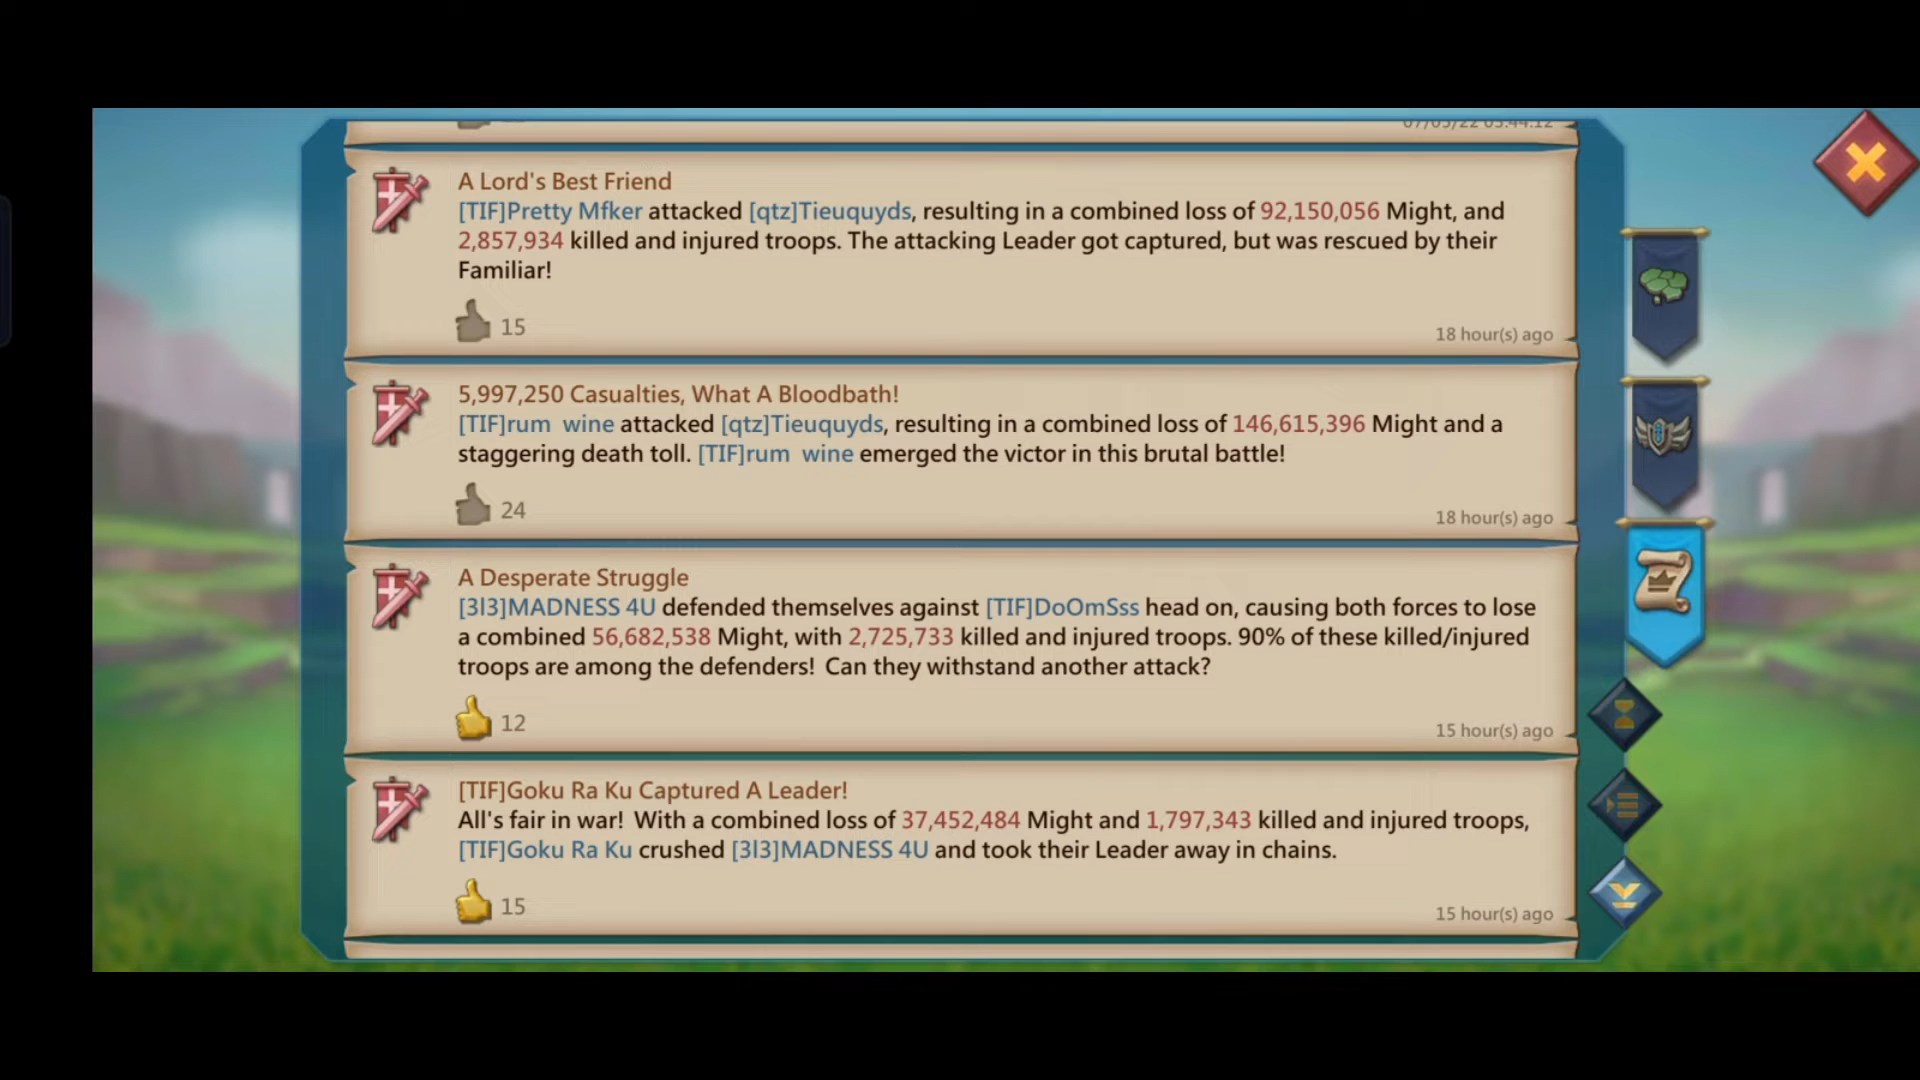 A Lord's Best Friend
[TIF]Pretty Mfker attacked [qtz]Tieuquyds, resulting in a combined loss of 92,150,056 Might, and
2,857,934 killed and injured troops. The attacking Leader got captured, but was rescued by their
Familiar!
15
18 hour(s) ago
5,997,250 Casualties, What A Bloodbath!
[TIF]rum  wine attacked [qtz]Tieuquyds, resulting in a combined loss of 146,615,396 Might and a
staggering death toll. [TIF]rum  wine emerged the victor in this brutal battle!
24
18 hour(s) ago
A Desperate Struggle
[3l3]MADNESS 4U defended themselves against [TIF]DoOmSss head on, causing both forces to lose
a combined 56,682,538 Might, with 2,725,733 killed and injured troops. 90% of these killed/injured
troops are among the defenders!  Can they withstand another attack?
12
15 hour(s) ago
[TIF]Goku Ra Ku Captured A Leader!
All's fair in war!  With a combined loss of 37,452,484 Might and 1,797,343 killed and injured troops,
[TIF]Goku Ra Ku crushed [3l3]MADNESS 4U and took their Leader away in chains.
15
15 hour(s) ago